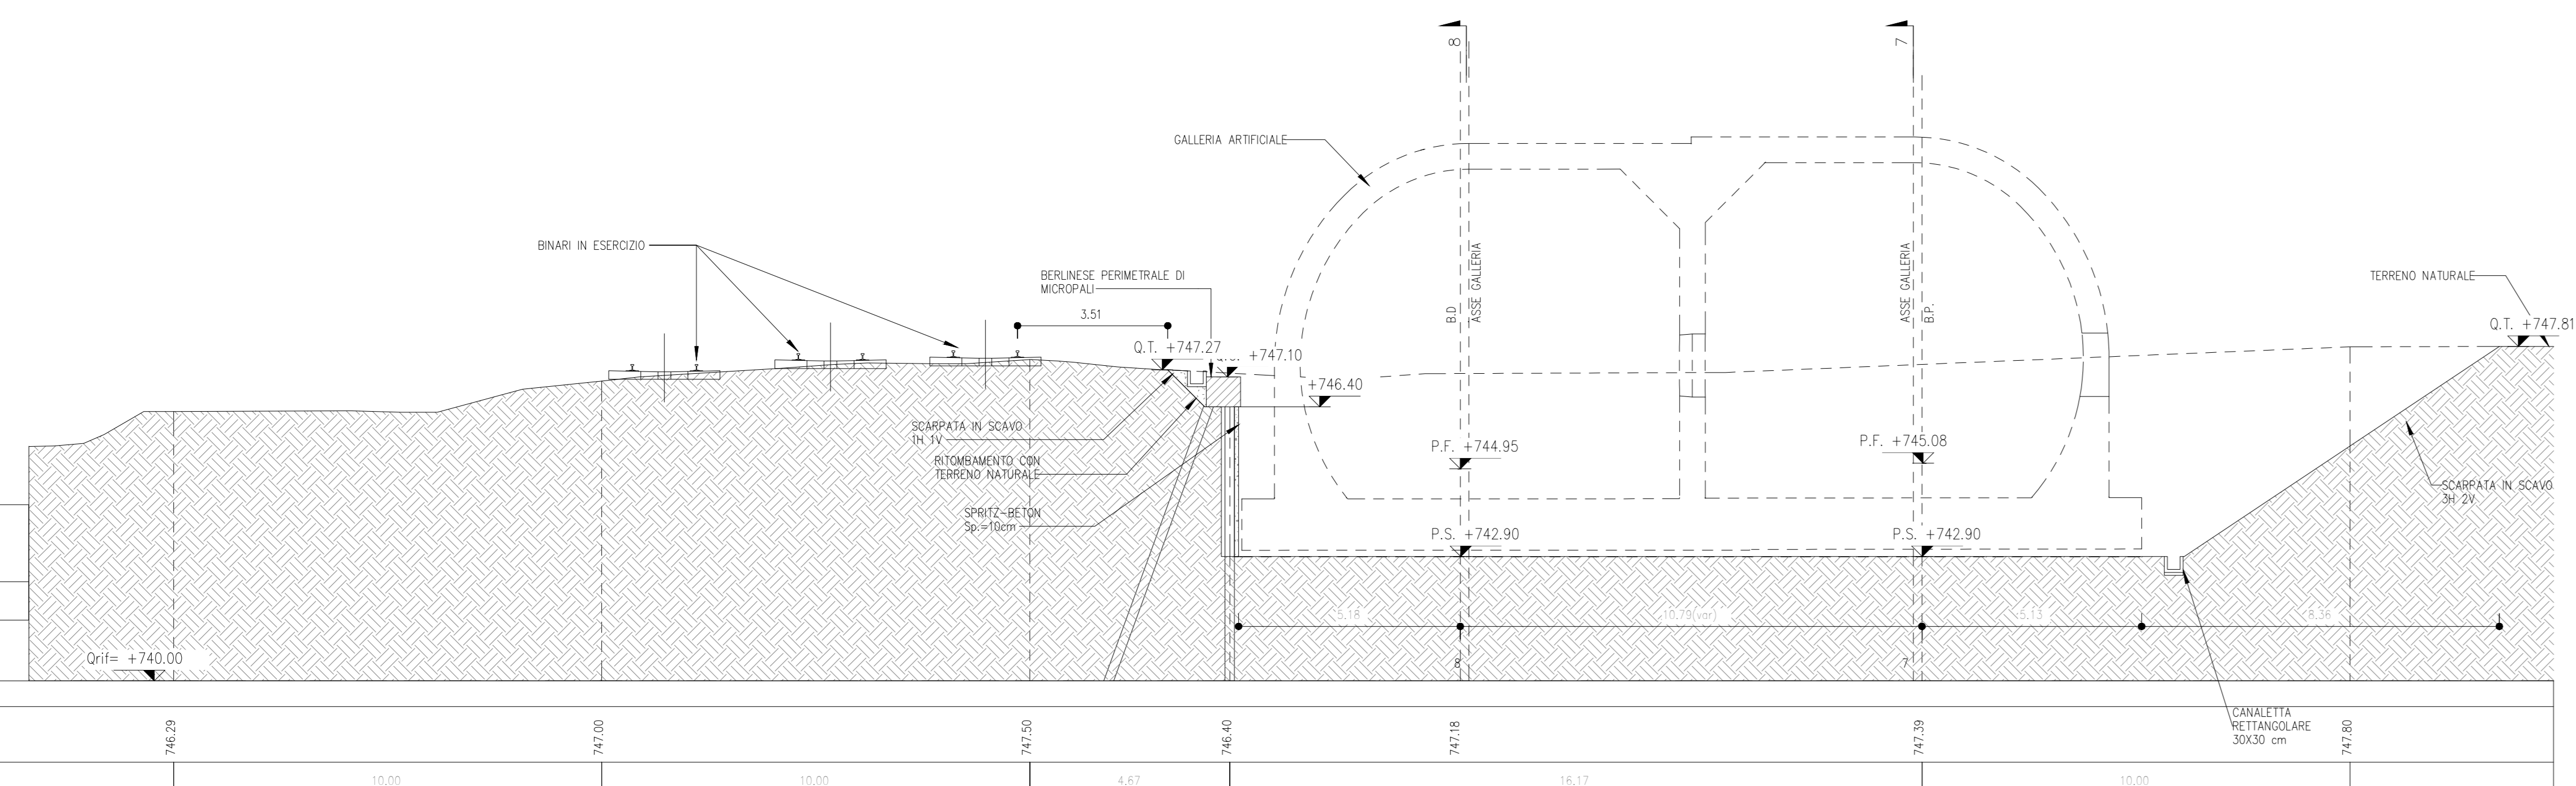 8
7
GALLERIA ARTIFICIALE
BINARI IN ESERCIZIO
BERLINESE PERIMETRALE DI
MICROPALI
3.51
B.D
ASSE GALLERIA
ASSE GALLERIA
B.P.
TERRENO NATURALE
Q.T. +747.81
Q.T. +747.27
+747.10
+746.40
SCARPATA IN SCAVO
1H 1V
RITOMBAMENTO CON
TERRENO NATURALE
SPRITZ-BETON
Sp.=10cm
P.F. +744.95
P.F. +745.08
SCARPATA IN SCAVO
3H 2V
P.S. +742.90
P.S. +742.90
5.18
10.79(var)
5.13
8.36
8
7
Qrif= +740.00
CANALETTA
RETTANGOLARE
30X30 cm
746.29
747.00
747.50
746.40
747.18
747.39
747.80
10.00
10.00
4.67
16.17
10.00